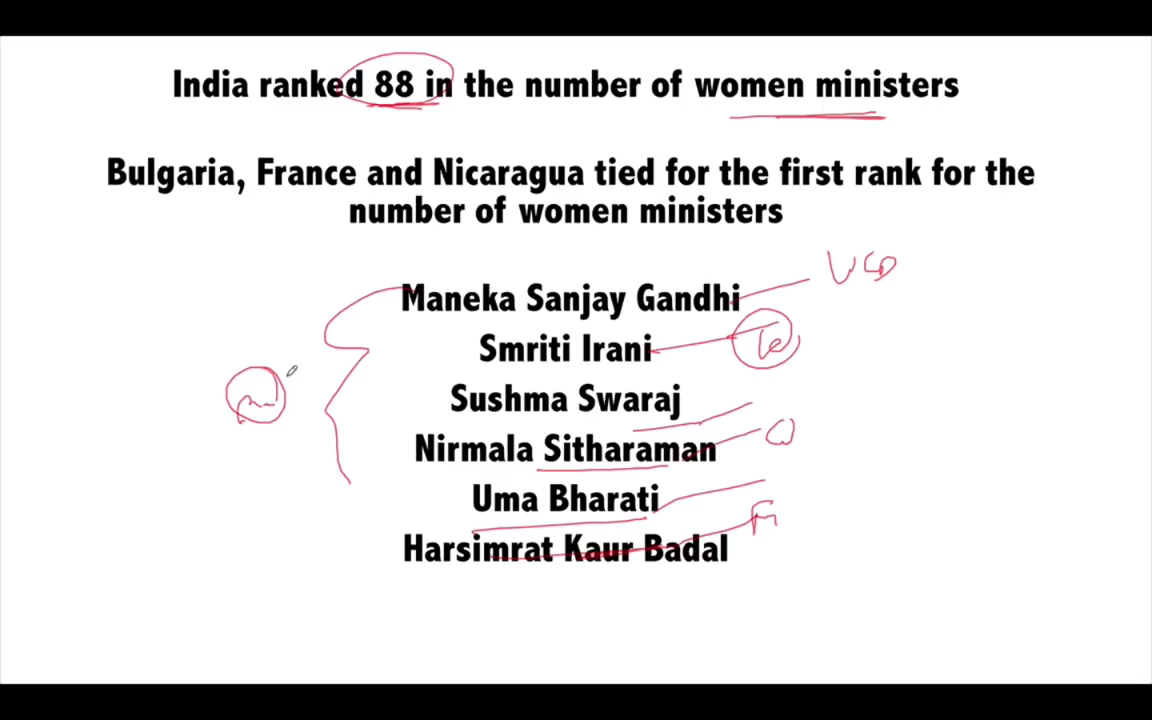 India ranked 88 in the number of women ministers
Bulgaria, France and Nicaragua tied for the first rank for the
number of women ministers
WCD
Maneka Sanjay Gandhi
Smriti Irani
Sushma Swaraj
Nirmala Sitharaman
Uma Bharati
Harsimrat Kaur Badal